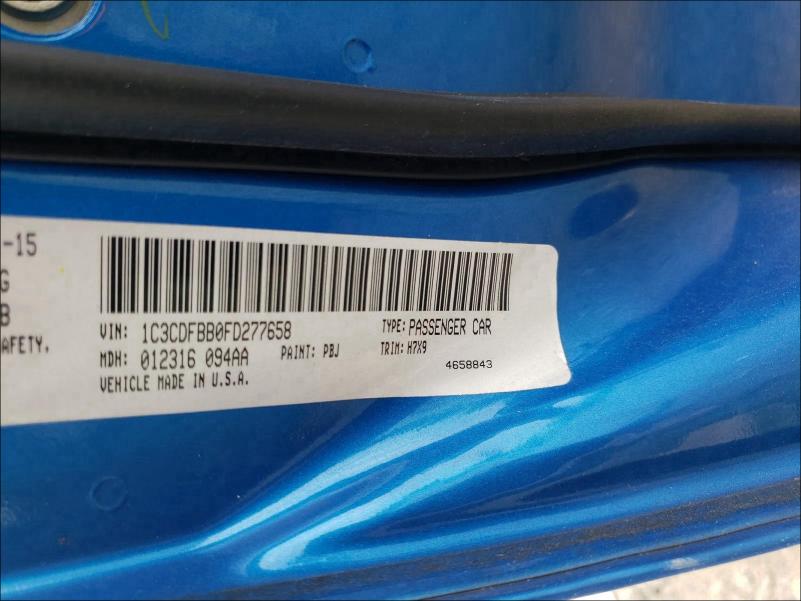 -15
G
B
AFETY,
VIN: 1C3CDFBB0FD277658 TYPE: PASSENGER CAR
MDH: 012316 094AA PAINT: PBJ TRIM: H7X9
VEHICLE MADE IN U.S.A. 4658843